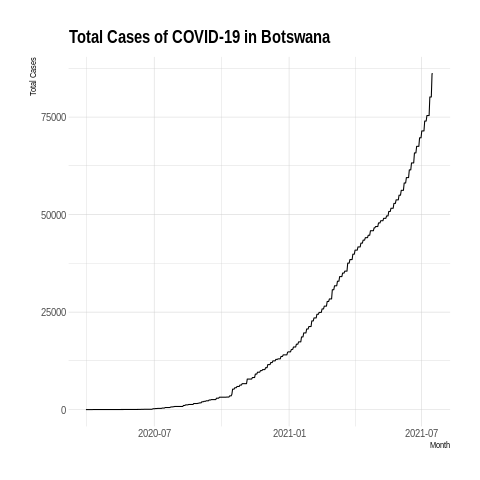 Total Cases of COVID-19 in Botswana
Total Cases
75000
50000
25000
0
2020-07
2021-01
2021-07
Month